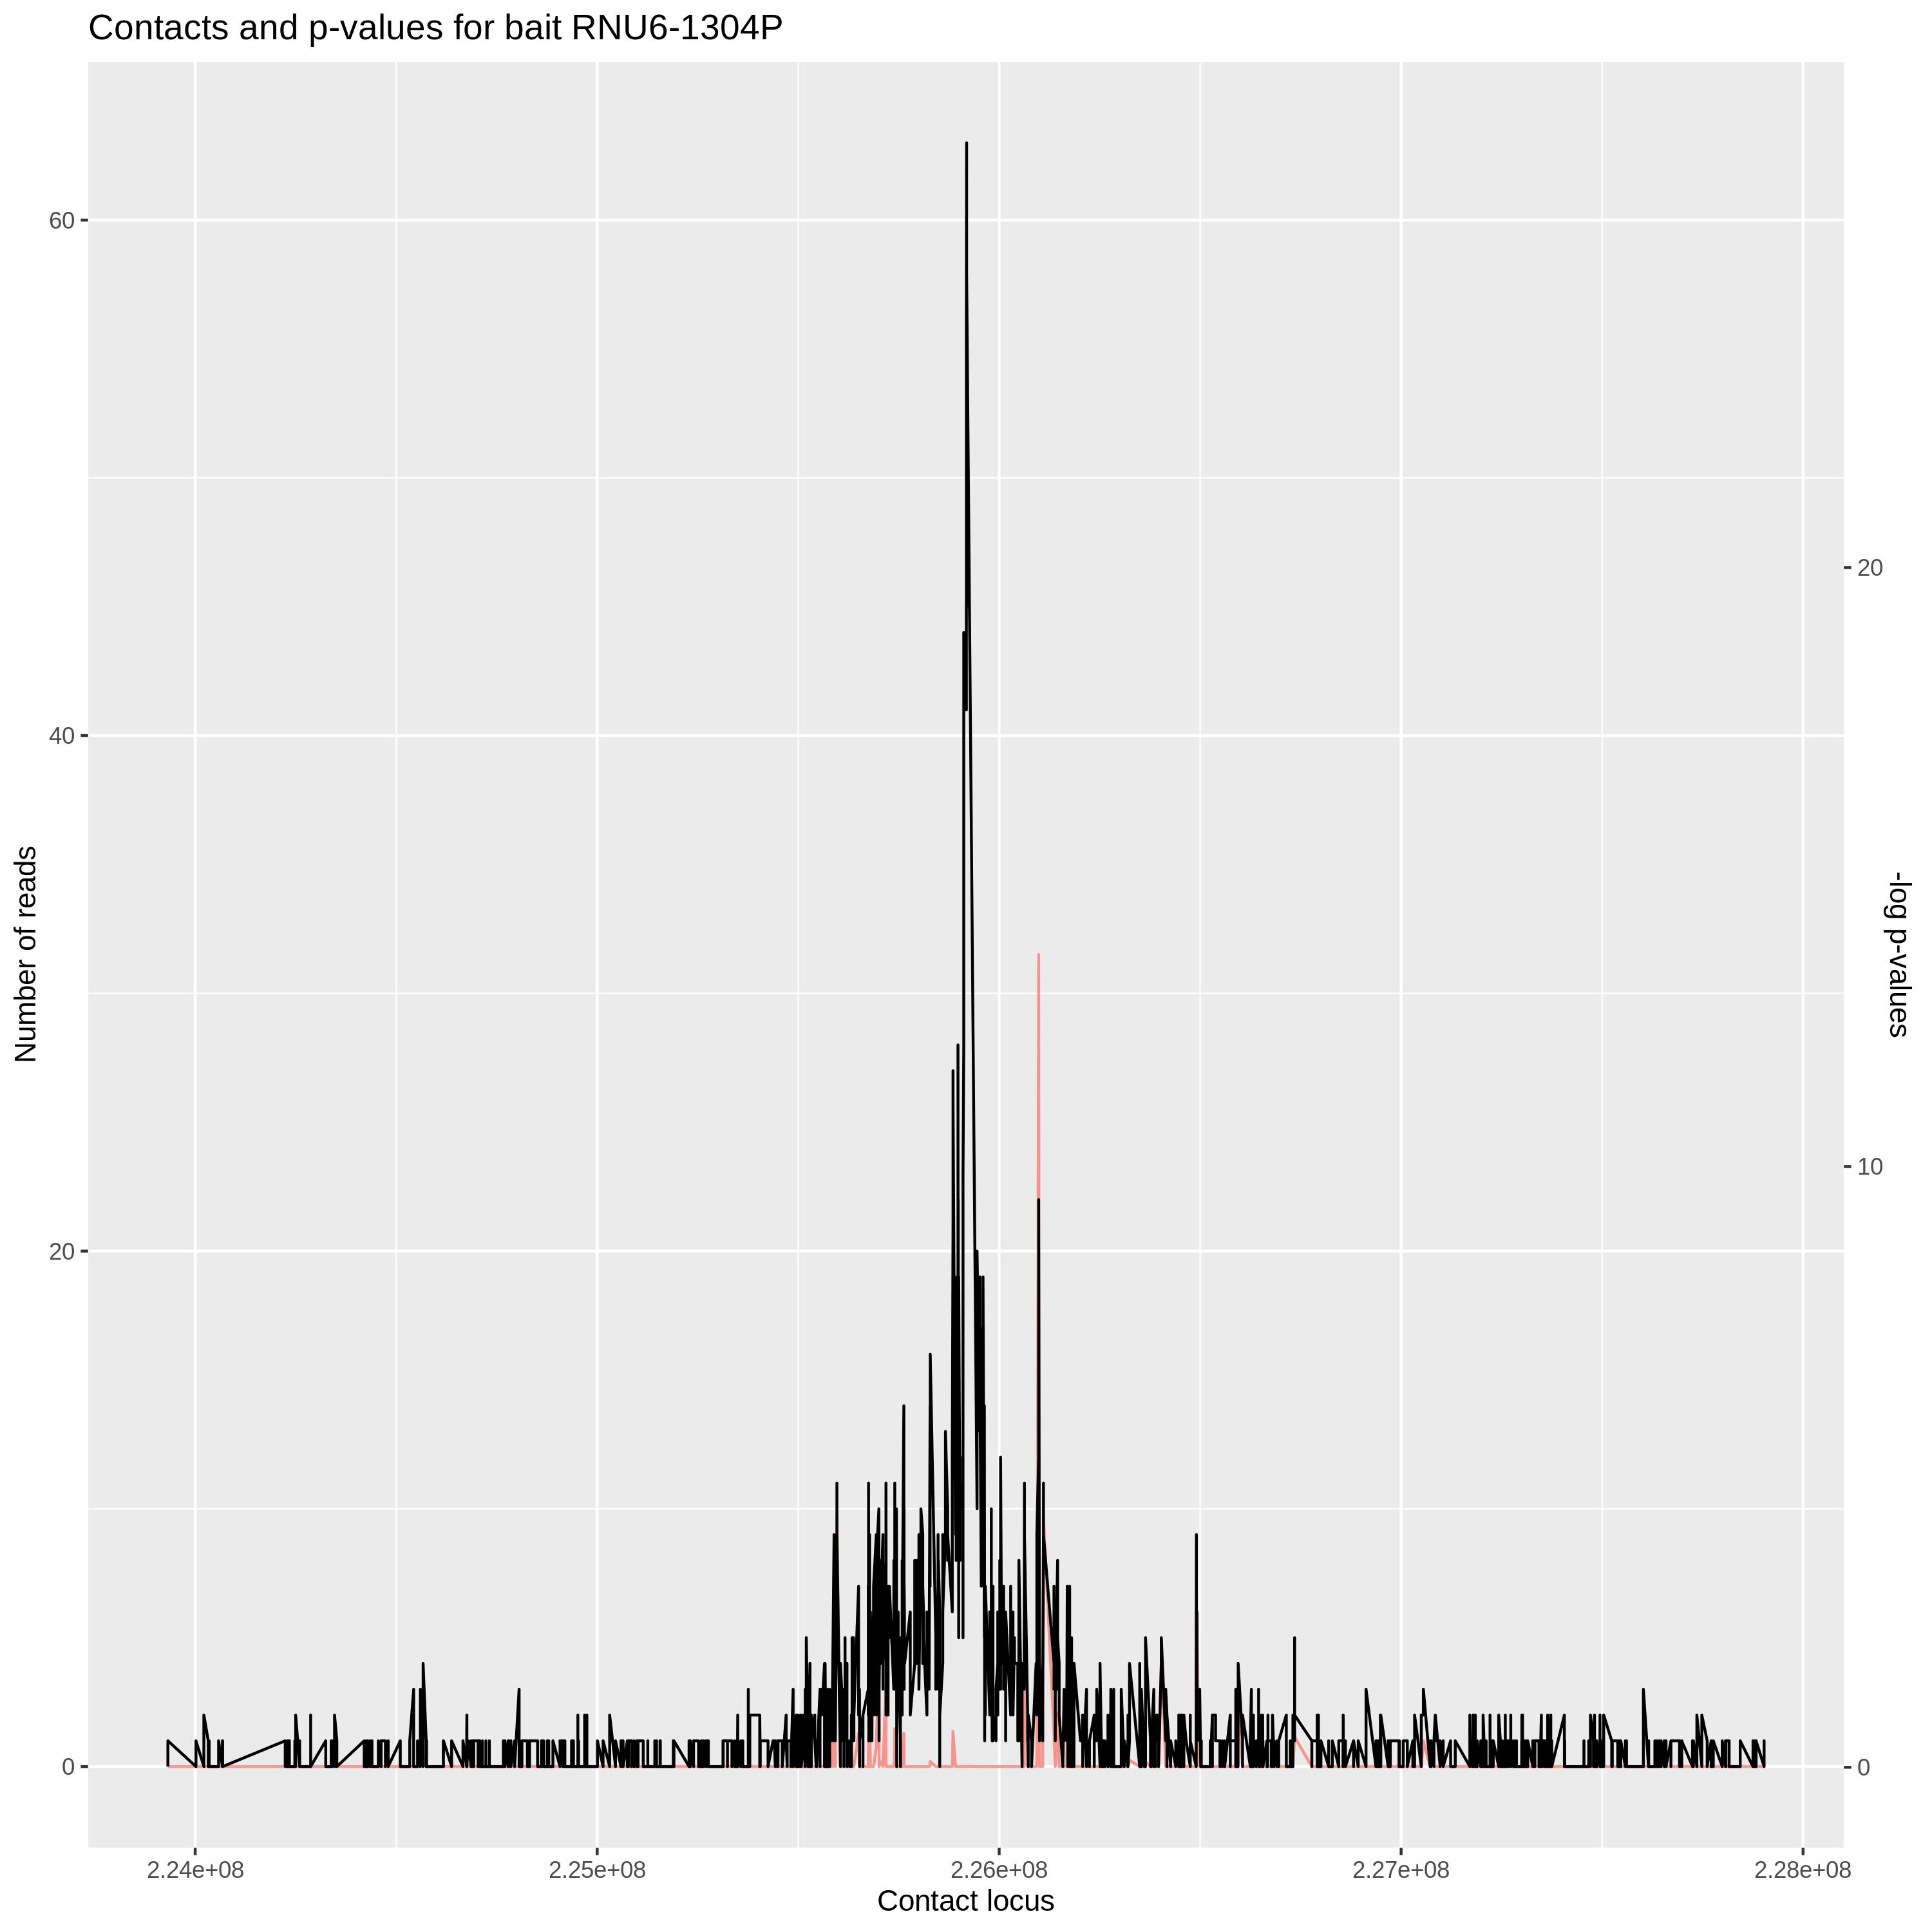 Contacts and p-values for bait RNU6-1304P
60
40
20
0
Number of reads
20
10
0
-log p-values
2.24e+08
2.25e+08
2.26e+08
2.27e+08
2.28e+08
Contact locus